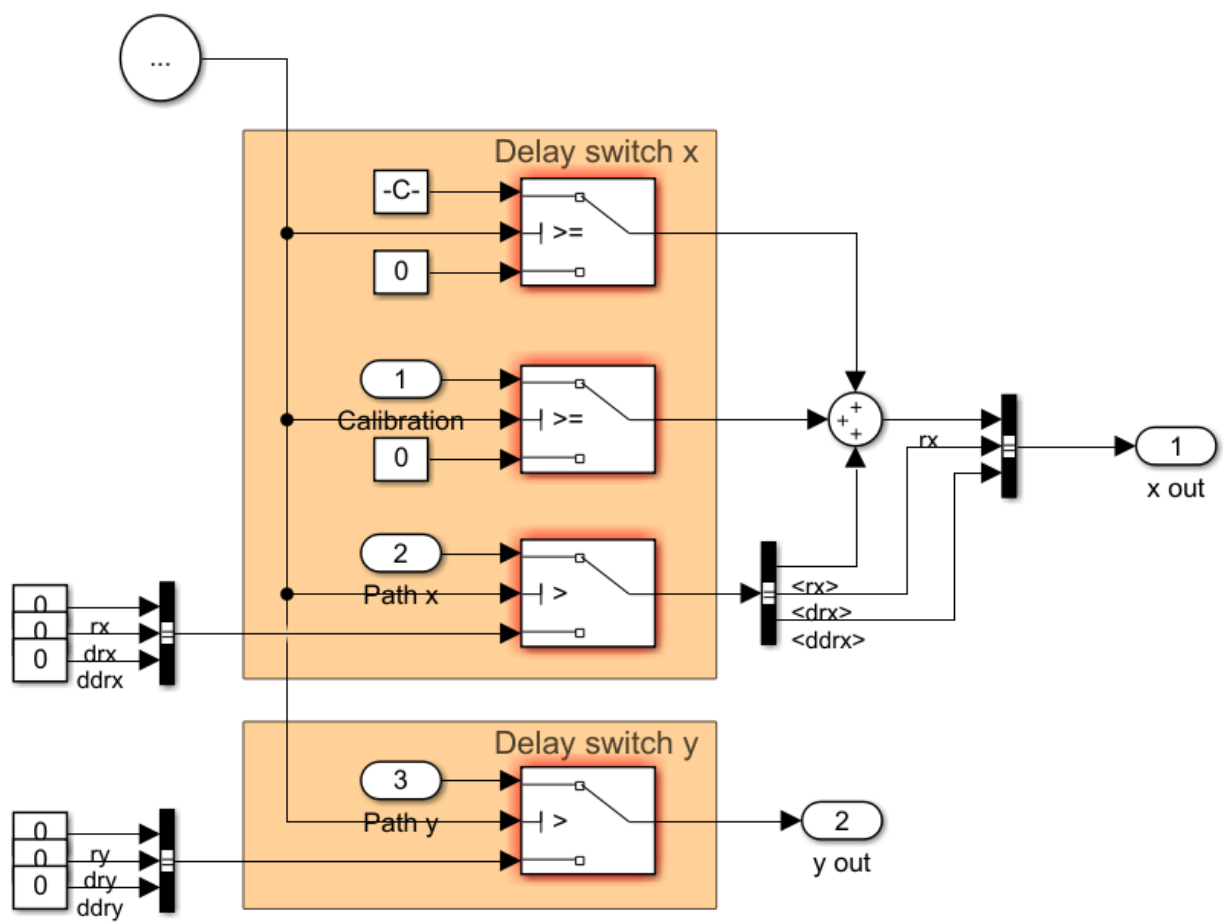 ...
Delay switch x
-C-
>=
0
1
Calibration
>=
0
+
+
+
rx
1
x out
2
Path x
>
<rx>
<drx>
<ddrx>
0
rx
0
drx
0
ddrx
Delay switch y
3
Path y
>
2
y out
0
ry
0
dry
0
ddry